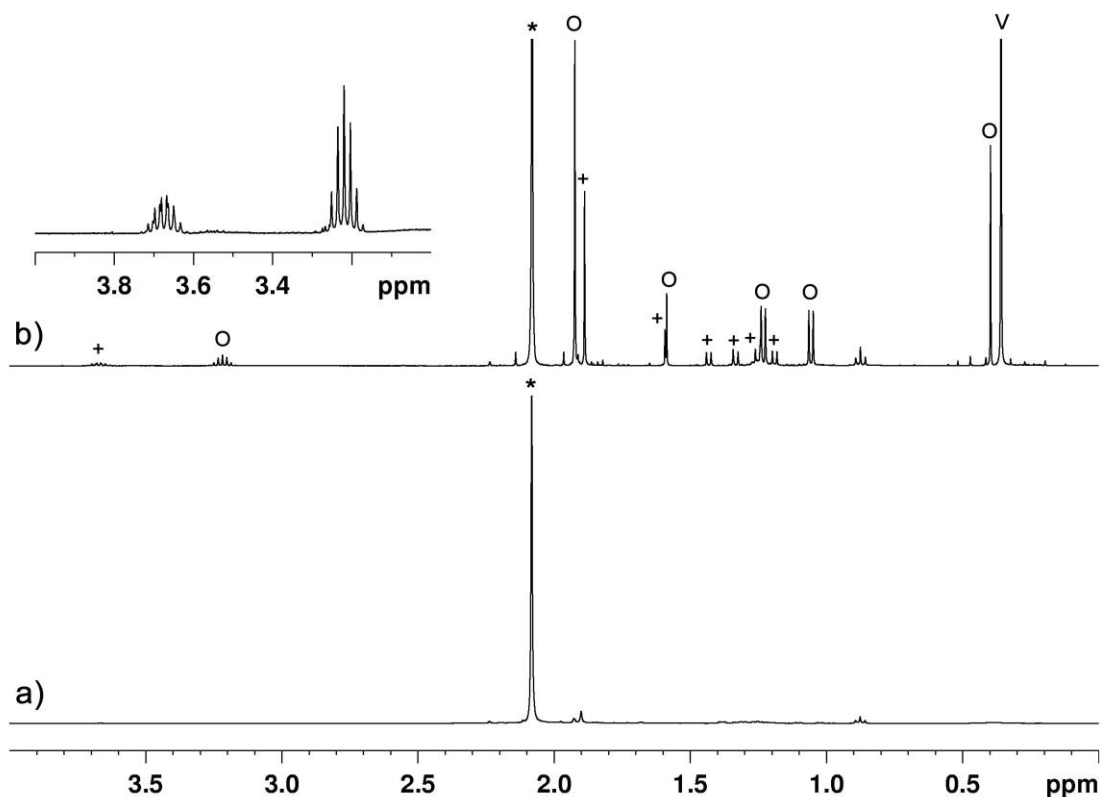 * O V
O
+
3.8 3.6 3.4 ppm
O O O
+ + + + +
b) + O
*
a)
3.5 3.0 2.5 2.0 1.5 1.0 0.5 ppm